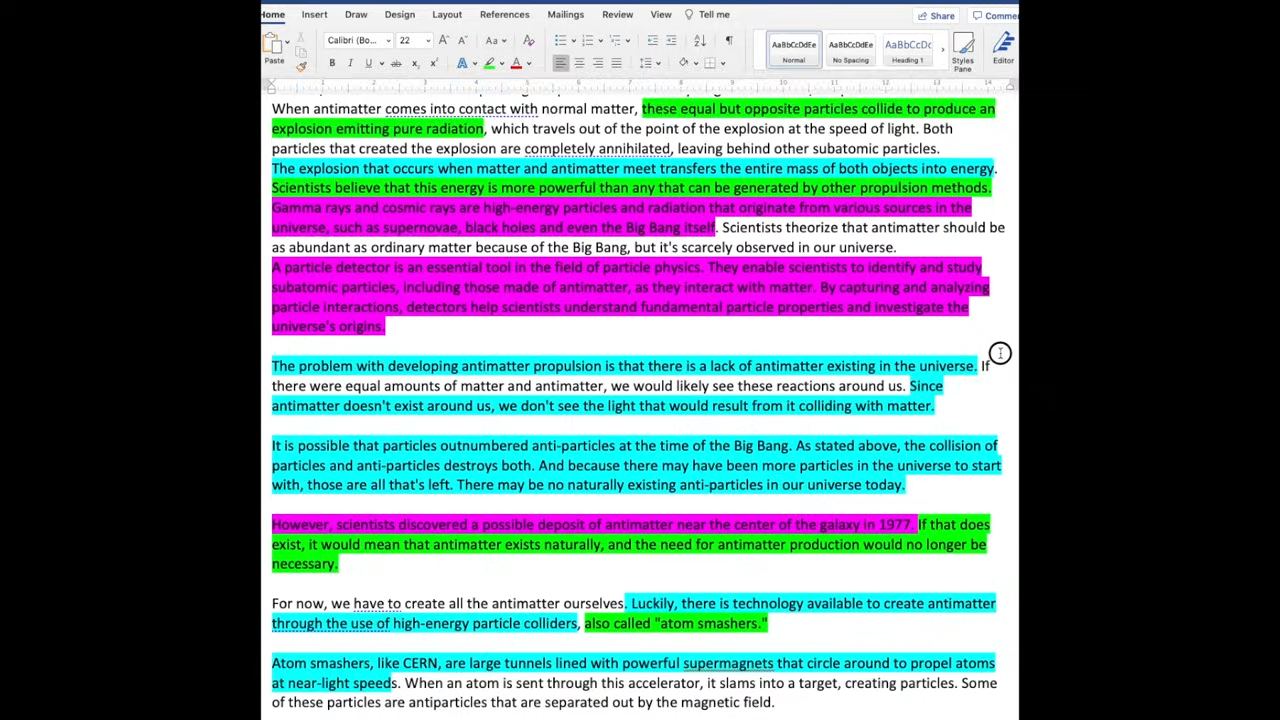 Home Insert Draw Design Layout References Mailings Review View Tell me Share Comme
Paste Calibri (Bo... 22 Aa AaBbCcDdEe AaBbCcDdEe AaBbCcDc
B I U ab x x A A Normal No Spacing Heading 1 Styles Pane Editor
1 2 3 4 5 6 7 8 9 10 11 12 13 14
When antimatter comes into contact with normal matter, these equal but opposite particles collide to produce an
explosion emitting pure radiation, which travels out of the point of the explosion at the speed of light. Both
particles that created the explosion are completely annihilated, leaving behind other subatomic particles.
The explosion that occurs when matter and antimatter meet transfers the entire mass of both objects into energy.
Scientists believe that this energy is more powerful than any that can be generated by other propulsion methods.
Gamma rays and cosmic rays are high-energy particles and radiation that originate from various sources in the
universe, such as supernovae, black holes and even the Big Bang itself. Scientists theorize that antimatter should be
as abundant as ordinary matter because of the Big Bang, but it's scarcely observed in our universe.
A particle detector is an essential tool in the field of particle physics. They enable scientists to identify and study
subatomic particles, including those made of antimatter, as they interact with matter. By capturing and analyzing
particle interactions, detectors help scientists understand fundamental particle properties and investigate the
universe's origins.
The problem with developing antimatter propulsion is that there is a lack of antimatter existing in the universe. If
there were equal amounts of matter and antimatter, we would likely see these reactions around us. Since
antimatter doesn't exist around us, we don't see the light that would result from it colliding with matter.
It is possible that particles outnumbered anti-particles at the time of the Big Bang. As stated above, the collision of
particles and anti-particles destroys both. And because there may have been more particles in the universe to start
with, those are all that's left. There may be no naturally existing anti-particles in our universe today.
However, scientists discovered a possible deposit of antimatter near the center of the galaxy in 1977. If that does
exist, it would mean that antimatter exists naturally, and the need for antimatter production would no longer be
necessary.
For now, we have to create all the antimatter ourselves. Luckily, there is technology available to create antimatter
through the use of high-energy particle colliders, also called "atom smashers."
Atom smashers, like CERN, are large tunnels lined with powerful supermagnets that circle around to propel atoms
at near-light speeds. When an atom is sent through this accelerator, it slams into a target, creating particles. Some
of these particles are antiparticles that are separated out by the magnetic field.